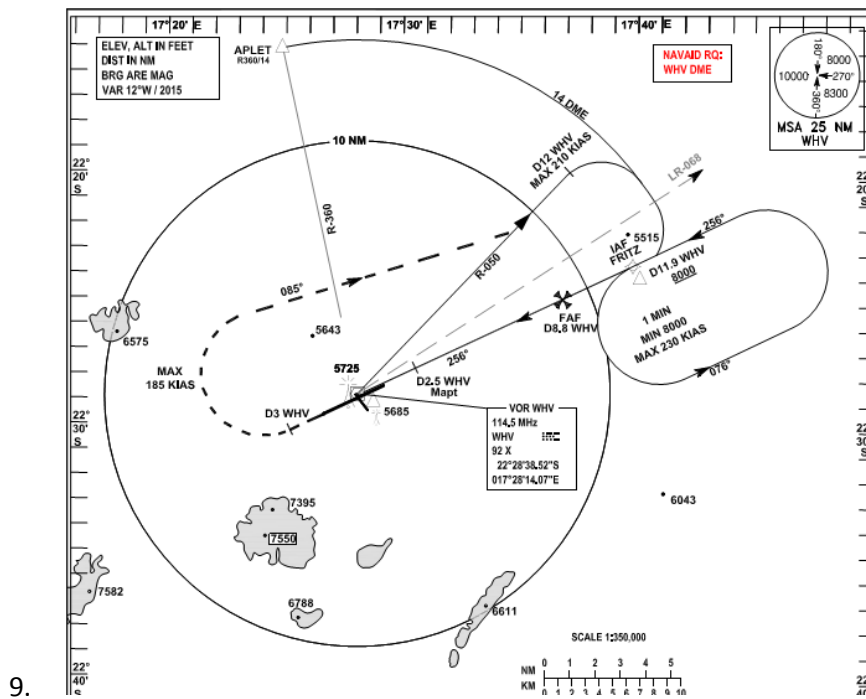 17°20 E
17°30 E
17°40 E
ELEV, ALT IN FEET
DIST IN NM
BRG ARE MAG
VAR 12°W / 2015
APLET
R360/14
NAVAID RQ:
WHV DME
180°
8000
10000
270°
8300
360°
MSA 25 NM
WHV
14 DME
10 NM
D12 WHV
MAX 210 KIAS
LR-068
22°
20
S
22°
20
S
R-360
R-050
256°
IAF
FRITZ
5515
D11.9 WHV
8000
085°
FAF
D8.8 WHV
1 MIN
MIN 8000
MAX 230 KIAS
6575
5643
256°
076°
MAX
185 KIAS
5725
D2.5 WHV
Mapt
D3 WHV
5685
22°
30
S
22°
30
S
VOR WHV
114.5 MHz
WHV
92 X
22°28'38.52"S
017°28'14.07"E
7395
7550
6043
7582
6788
6611
SCALE 1:350,000
NM 0 1 2 3 4 5
KM 0 1 2 3 4 5 6 7 8 9 10
22°
40
S
22°
40
S
9.